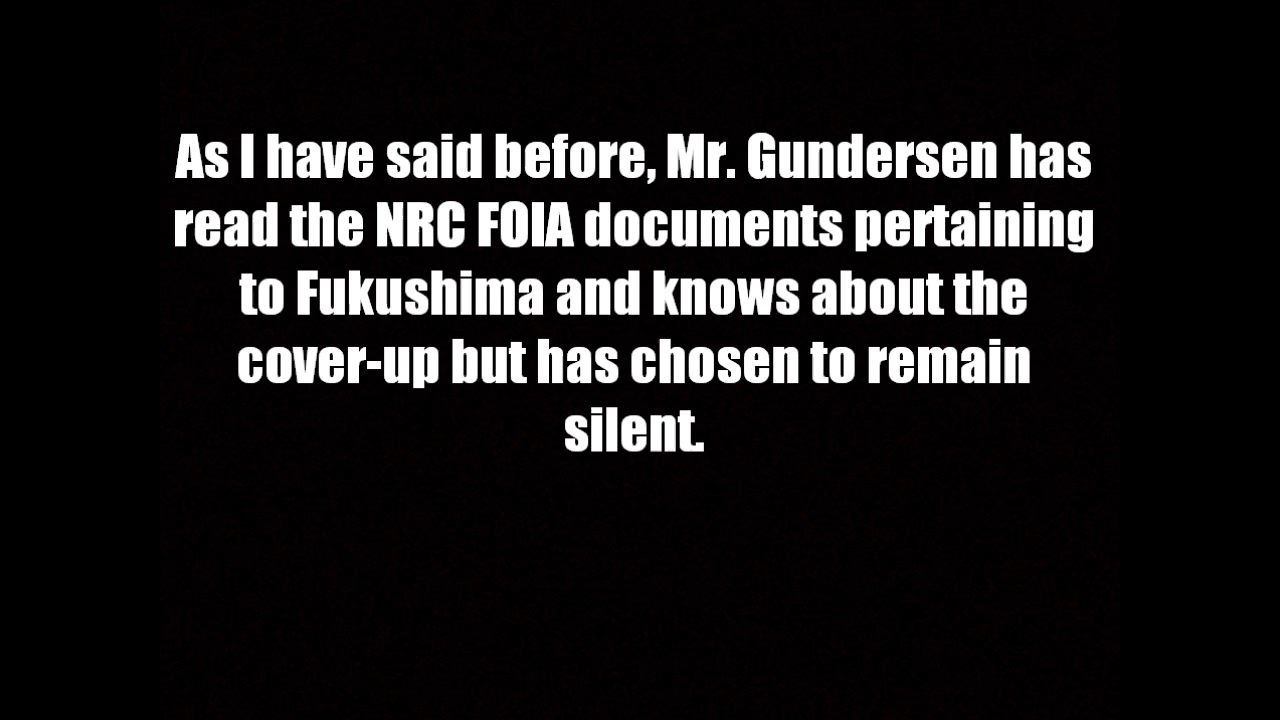 As I have said before, Mr. Gundersen has
read the NRC FOIA documents pertaining
to Fukushima and knows about the
cover-up but has chosen to remain
silent.